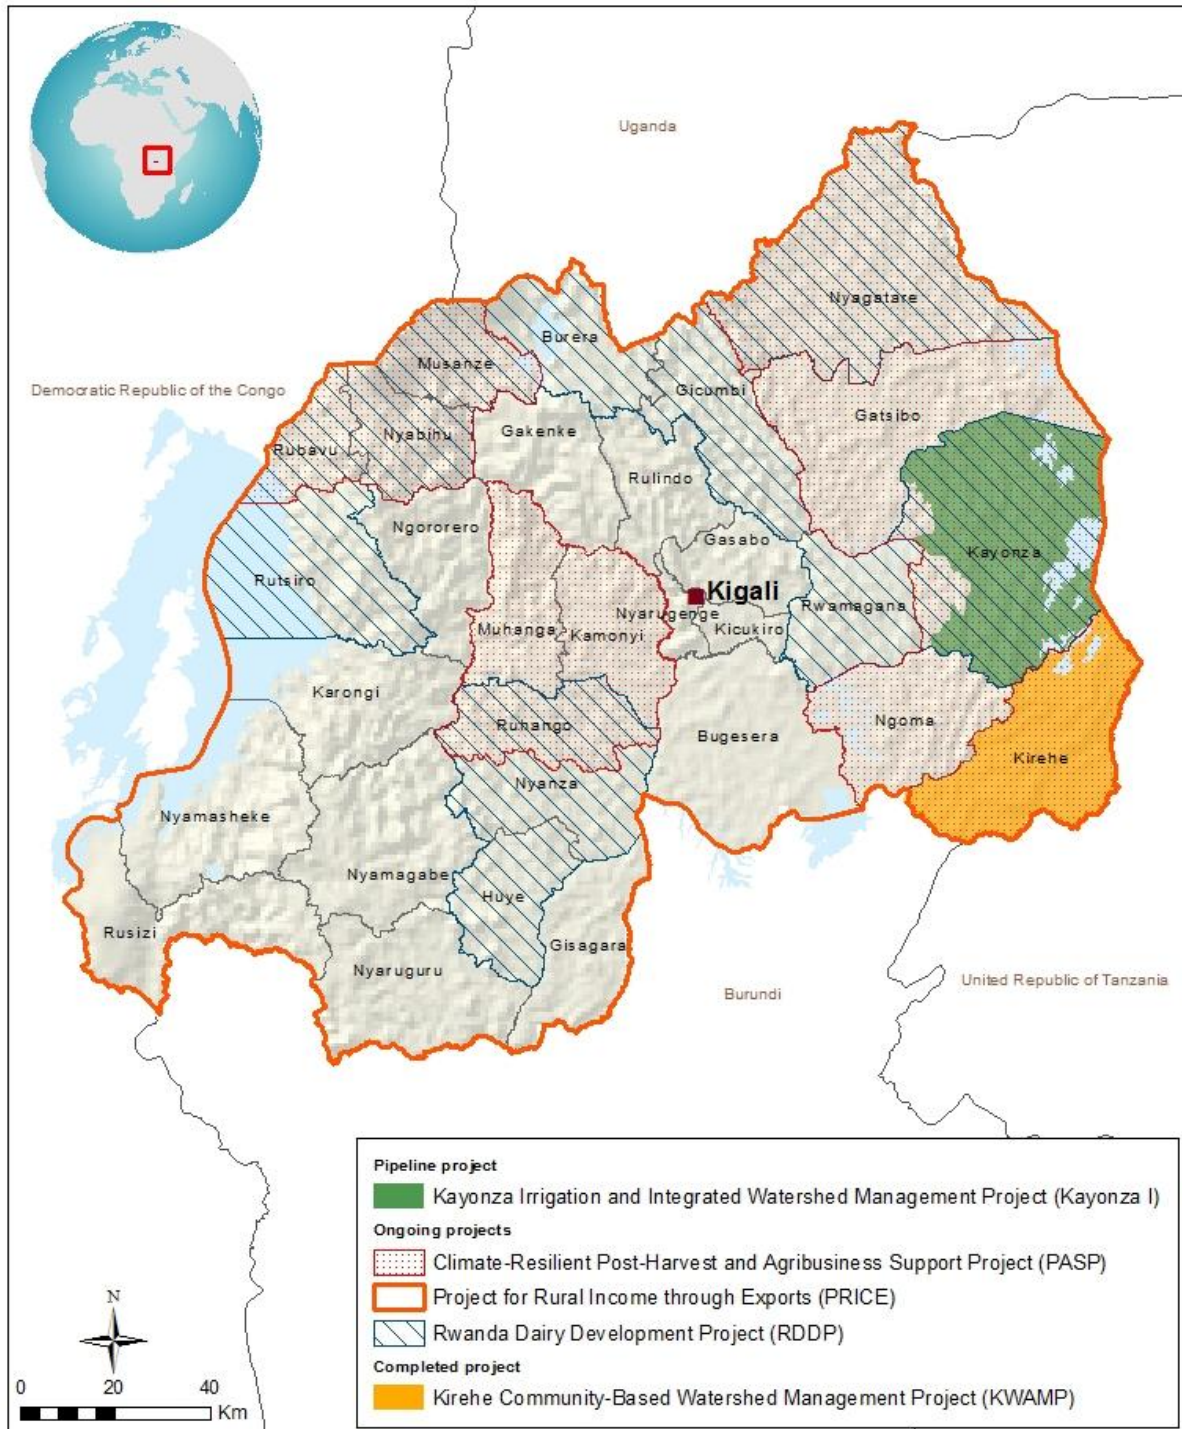 Uganda
Nyagatare
Burera
Musanze
Democratic Republic of the Congo
Gicumbi
Gatsibo
Gakenke
Nyabihu
Rubavu
Rulindo
Ngororero
Gasabo
Kayonza
Rutsiro
Kigali
Rwamagana
Nyarugenge
Muhanga
Kamonyi
Kicukiro
Karongi
Ngoma
Ruhango
Bugesera
Kirehe
Nyanza
Nyamasheke
Nyamagabe
Huye
Rusizi
Gisagara
Nyaruguru
United Republic of Tanzania
Burundi
Pipeline project
Kayonza Irrigation and Integrated Watershed Management Project (Kayonza I)
Ongoing projects
Climate-Resilient Post-Harvest and Agribusiness Support Project (PASP)
Project for Rural Income through Exports (PRICE)
Rwanda Dairy Development Project (RDDP)
Completed project
Kirehe Community-Based Watershed Management Project (KWAMP)
N
0 20 40
Km